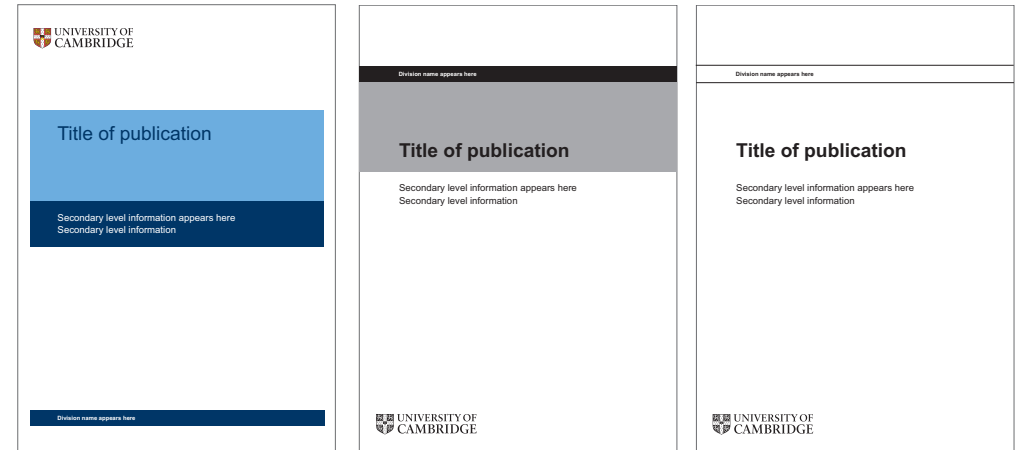 UNIVERSITY OF
CAMBRIDGE
Title of publication
Secondary level information appears here
Secondary level information
Division name appears here
Division name appears here
Title of publication
Secondary level information appears here
Secondary level information
UNIVERSITY OF
CAMBRIDGE
Division name appears here
Title of publication
Secondary level information appears here
Secondary level information
UNIVERSITY OF
CAMBRIDGE